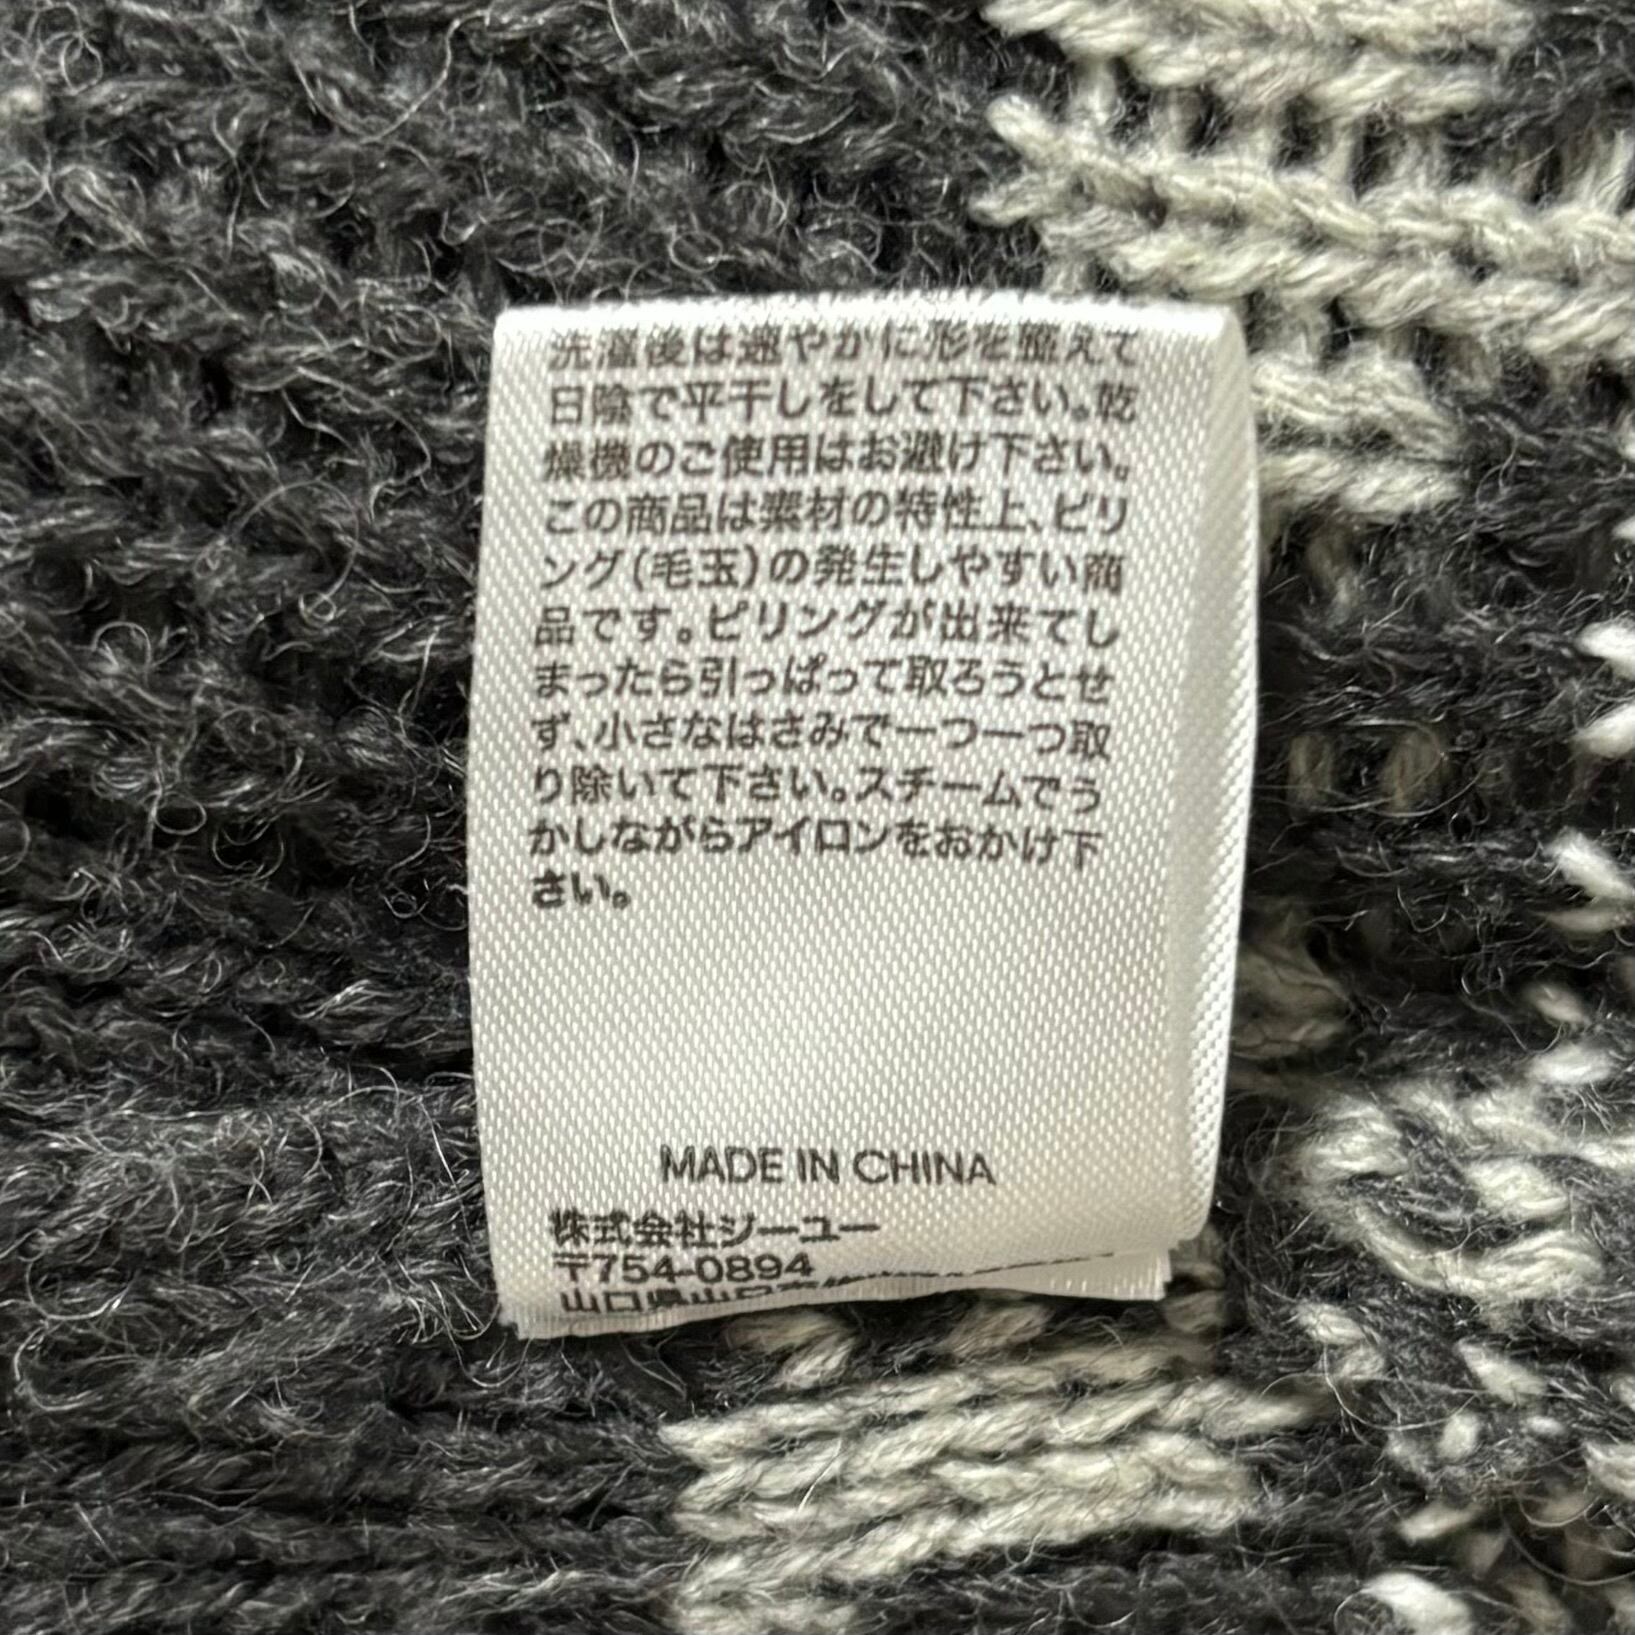 洗濯後は速やかに形を整えて
日陰で平干しをして下さい。乾
燥機のご使用はお避け下さい。
この商品は素材の特性上、ピリ
ング(毛玉)の発生しやすい商
品です。ピリングが出来てし
まったら引っぱって取ろうとせ
ず、小さなはさみで一つ一つ取
り除いて下さい。スチームでう
かしながらアイロンをおかけ下
さい。
MADE IN CHINA
株式会社ジーユー
〒754-0894
山口県山口市